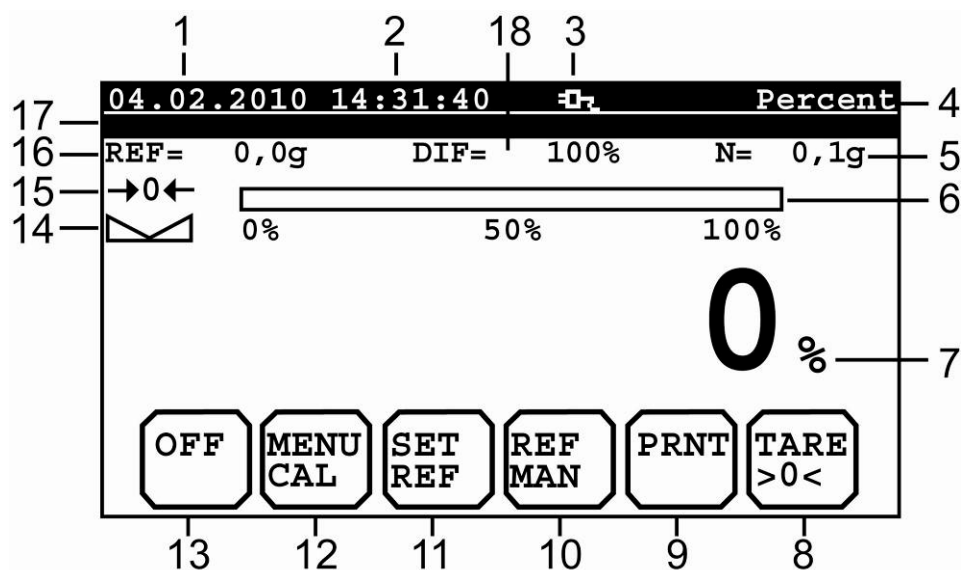 1 2 18 3
04.02.2010 14:31:40 Percent 4
17
16 REF= 0,0g DIF= 100% N= 0,1g 5
15 →0← 6
14 0% 50% 100%
0 % 7
OFF MENU SET REF PRNT TARE
CAL REF MAN >0<
13 12 11 10 9 8